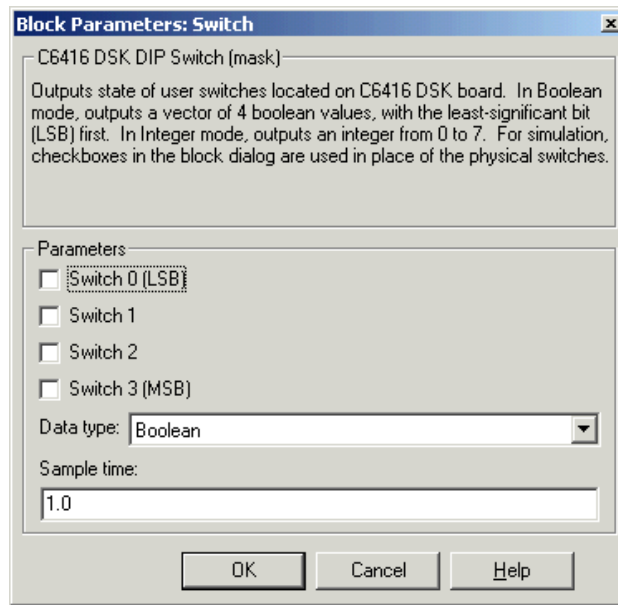 Block Parameters: Switch
C6416 DSK DIP Switch (mask)
Outputs state of user switches located on C6416 DSK board. In Boolean
mode, outputs a vector of 4 boolean values, with the least-significant bit
(LSB) first. In Integer mode, outputs an integer from 0 to 7. For simulation,
checkboxes in the block dialog are used in place of the physical switches.
Parameters
Switch 0 (LSB)
Switch 1
Switch 2
Switch 3 (MSB)
Data type: Boolean
Sample time:
1.0
OK Cancel Help